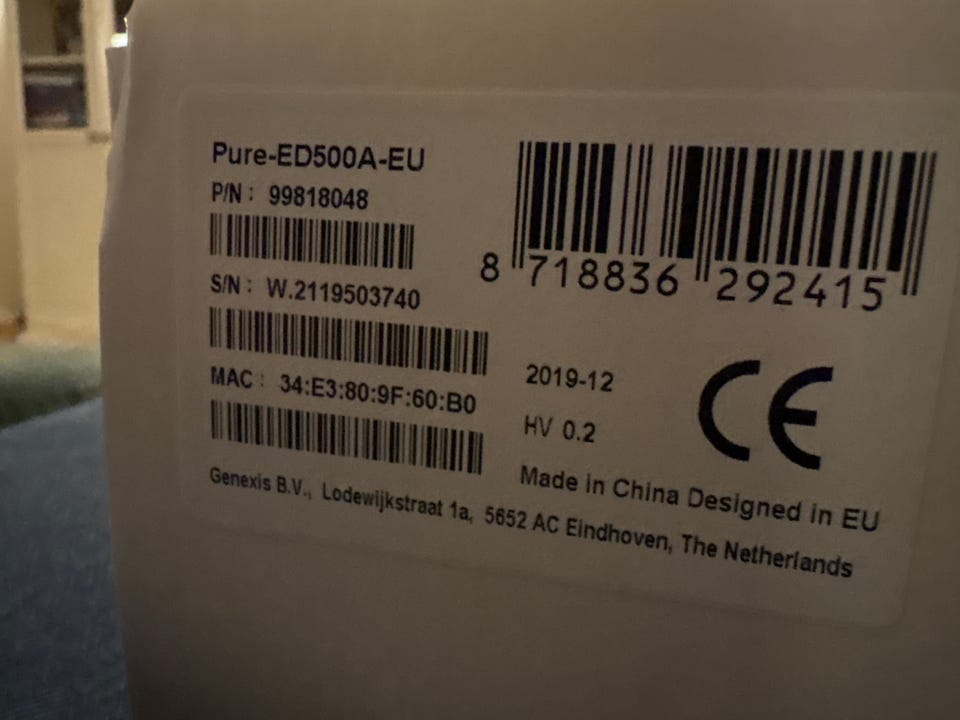 Pure-ED500A-EU
P/N : 99818048
S/N : W.2119503740
MAC : 34:E3:80:9F:60:B0
8 718836 292415
2019-12
HV 0.2
CE
Made in China Designed in EU
Genexis B.V., Lodewijkstraat 1a, 5652 AC Eindhoven, The Netherlands